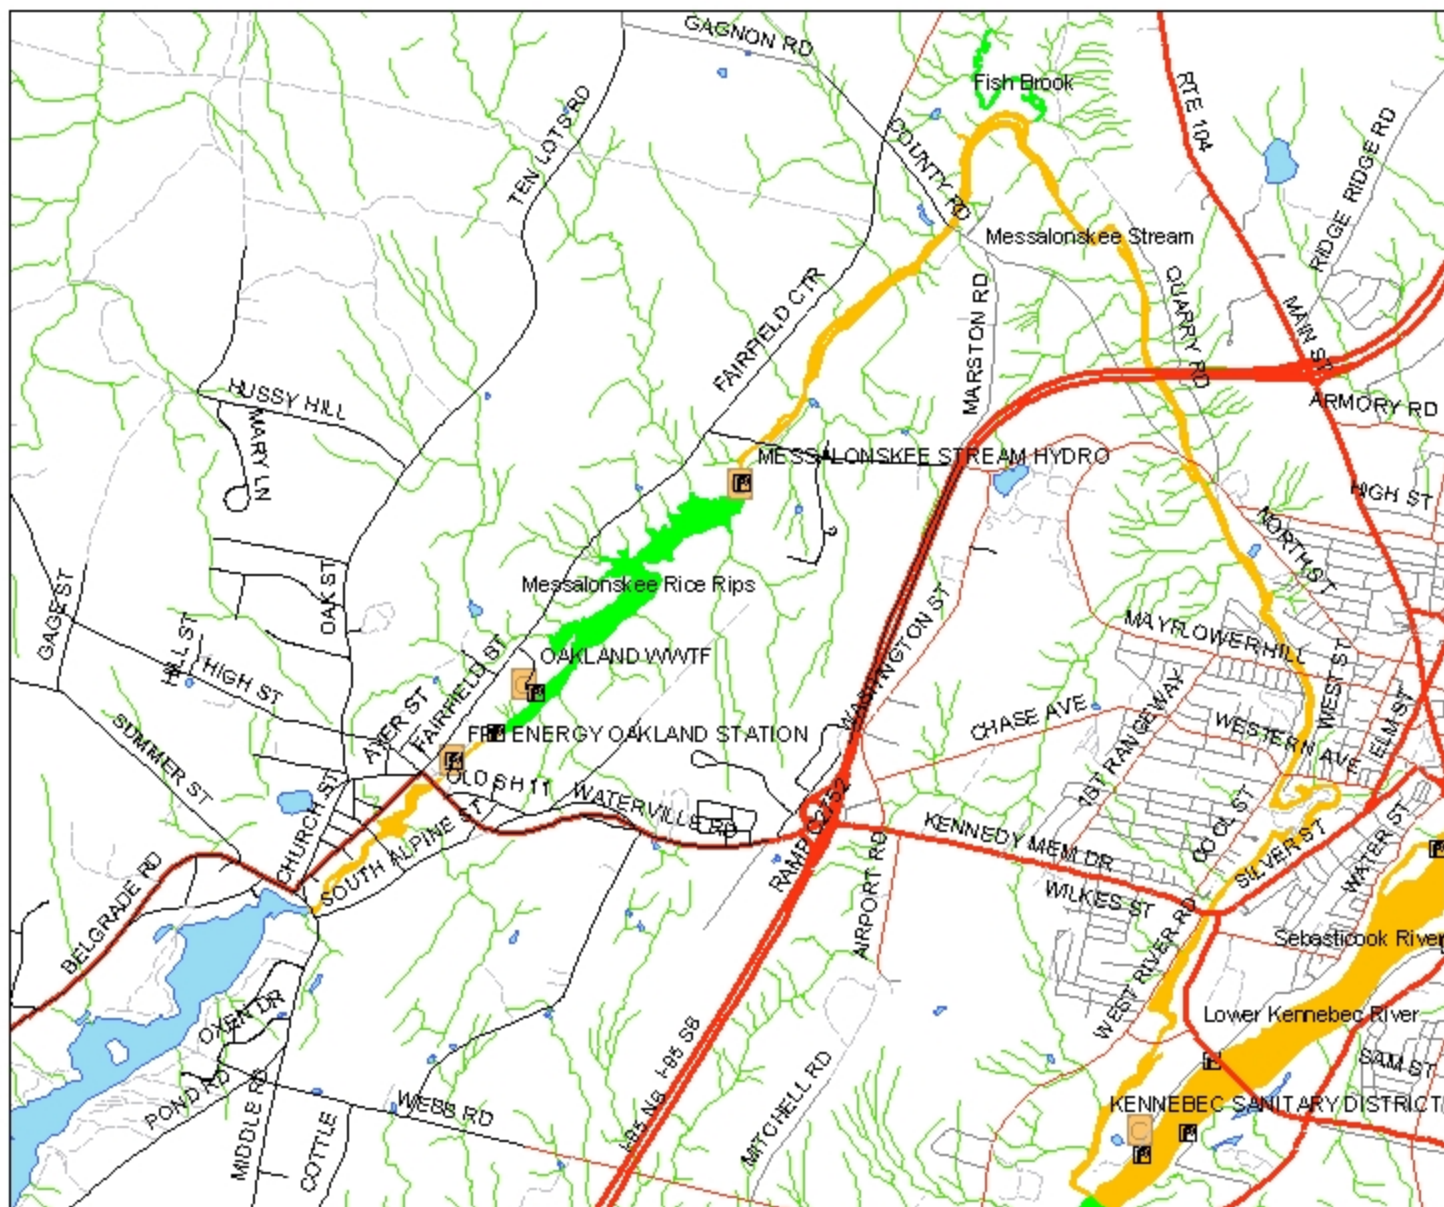 GAGNON RD
Fish Brook
RTE 104
TEN LOTS RD
COUNTY RD
RIDGE RIDGE RD
Messalonskee Stream
FAIRFIELD CTR
MARSTON RD
QUARRY RD
MAIN ST
HUSSY HILL
ARMORY RD
MARY LN
MESSALONSKEE STREAM HYDRO
HIGH ST
NORTH ST
Messalonskee Rice Rips
GAGE ST
OAK ST
WASHINGTON ST
MAYFLOWER HILL
HIGH ST
OAKLAND WWTF
FAIRFIELD ST
AYER ST
WEST ST
ELM ST
1ST RANGEWAY
CHASE AVE
WESTERN AVE
SUMMER ST
ENERGY OAKLAND STATION
OLD SH 11
WATERVILLE RD
CHURCH ST
SOUTH ALPINE ST
KENNEDY MEM DR
COOL ST
SILVER ST
WATER ST
BELGRADE RD
AIRPORT RD
WILKES ST
WEST RIVER RD
Sebasticook River
OXEN DR
Lower Kennebec River
I-95 SB
I-95 NB
SAM ST
POND RD
MIDDLE RD
COTTLE
WEBB RD
MITCHELL RD
KENNEBEC SANITARY DISTRICT